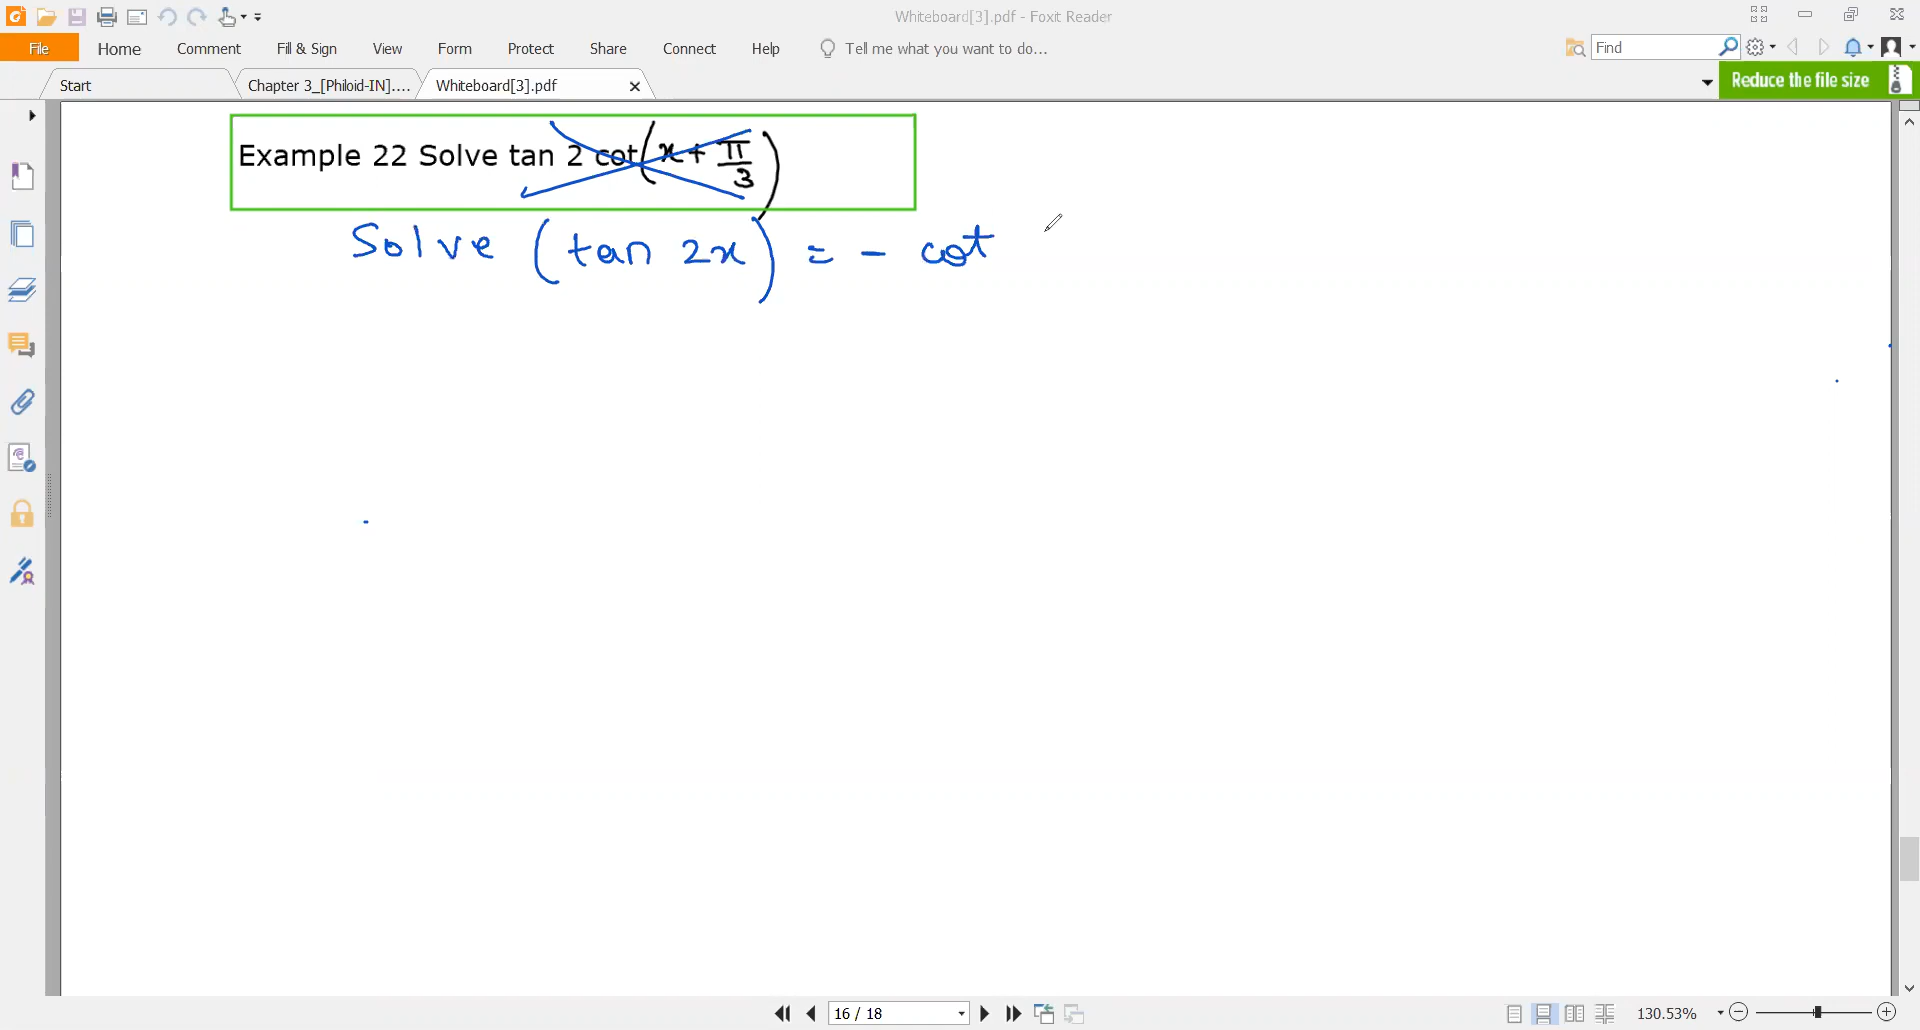 Whiteboard[3].pdf - Foxit Reader
File Home Comment Fill & Sign View Form Protect Share Connect Help Tell me what you want to do... Find
Start Chapter 3_[Philoid-IN].... Whiteboard[3].pdf Reduce the file size
Example 22 Solve tan 2 cot(x + π/3)
Solve (tan 2x) = - cot
16 / 18 130.53%